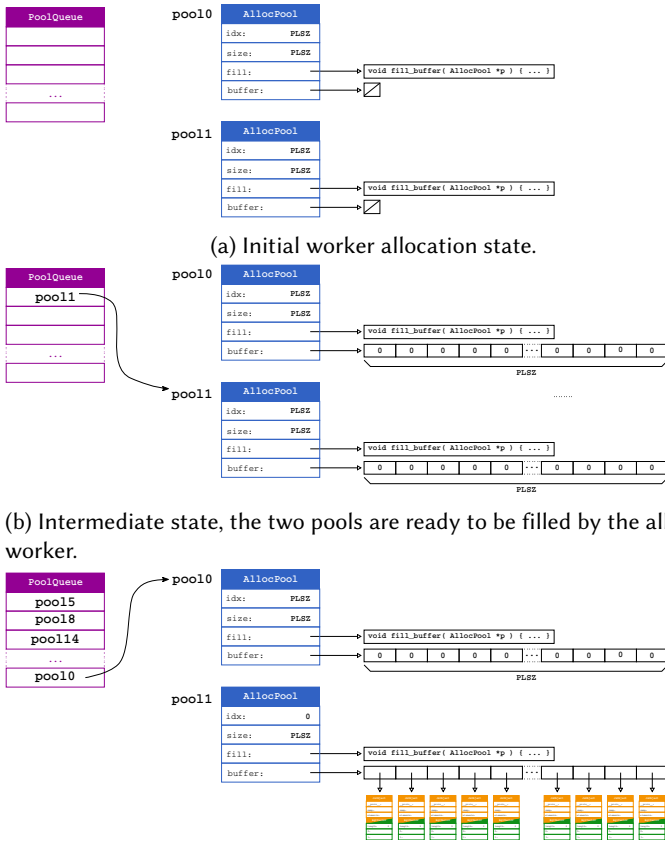 PoolQueue
...
pool0
AllocPool
idx: PLSZ
size: PLSZ
fill:
void fill_buffer( AllocPool *p ) { ... }
buffer:
pool1
AllocPool
idx: PLSZ
size: PLSZ
fill:
void fill_buffer( AllocPool *p ) { ... }
buffer:
(a) Initial worker allocation state.
PoolQueue
pool1
...
pool0
AllocPool
idx: PLSZ
size: PLSZ
fill:
void fill_buffer( AllocPool *p ) { ... }
buffer:
0 0 0 0 0 ... 0 0 0 0
PLSZ
........
pool1
AllocPool
idx: PLSZ
size: PLSZ
fill:
void fill_buffer( AllocPool *p ) { ... }
buffer:
0 0 0 0 0 ... 0 0 0 0
PLSZ
(b) Intermediate state, the two pools are ready to be filled by the all
worker.
PoolQueue
pool5
pool8
pool14
...
pool0
pool0
AllocPool
idx: PLSZ
size: PLSZ
fill:
void fill_buffer( AllocPool *p ) { ... }
buffer:
0 0 0 0 0 ... 0 0 0 0
PLSZ
pool1
AllocPool
idx: 0
size: PLSZ
fill:
void fill_buffer( AllocPool *p ) { ... }
buffer:
...